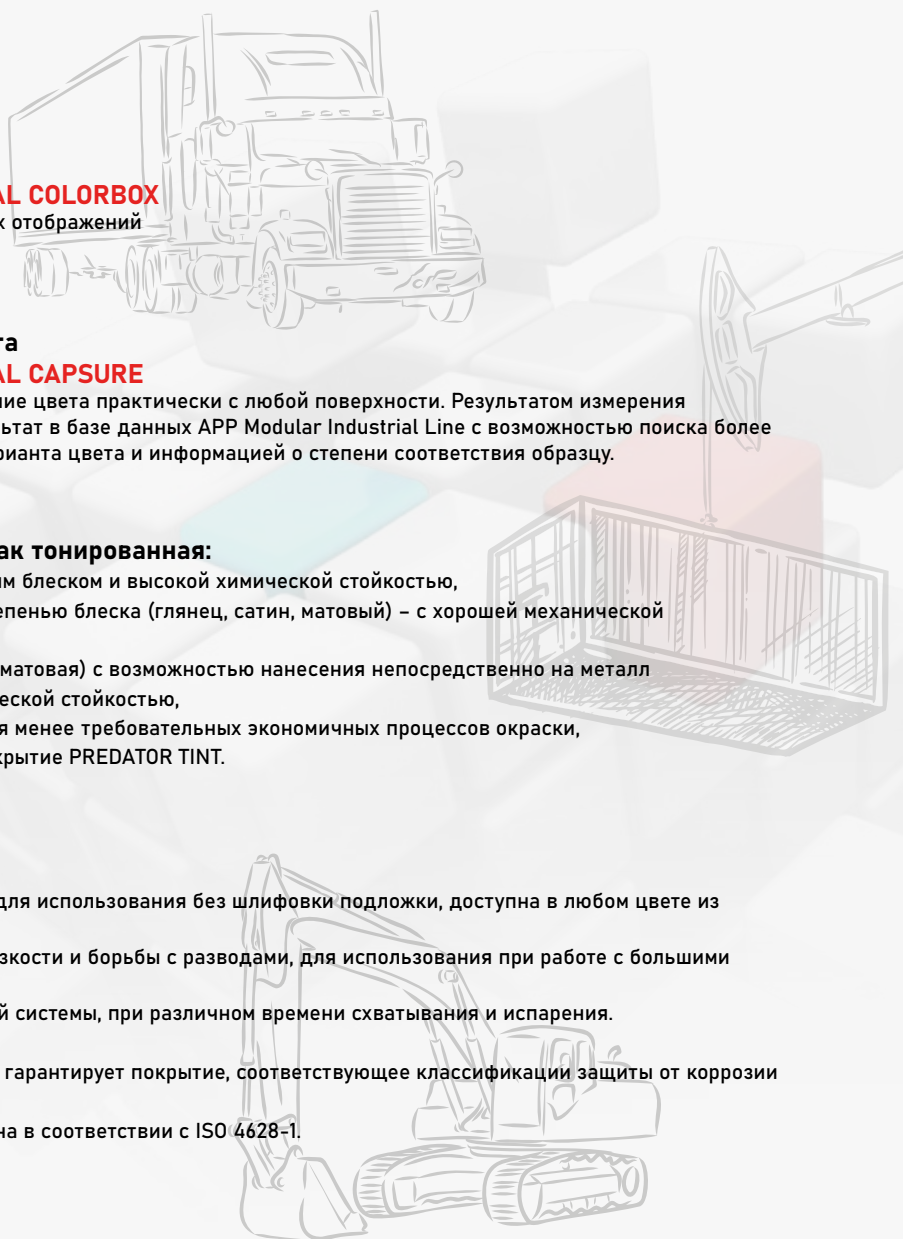 AL COLORBOX
х отображений
та
AL CAPSURE
ние цвета практически с любой поверхности. Результатом измерения
льтат в базе данных APP Modular Industrial Line с возможностью поиска более
рианта цвета и информацией о степени соответствия образцу.
ак тонированная:
им блеском и высокой химической стойкостью,
епенью блеска (глянец, сатин, матовый) – с хорошей механической
матовая) с возможностью нанесения непосредственно на металл
еской стойкостью,
я менее требовательных экономичных процессов окраски,
крытие PREDATOR TINT.
для использования без шлифовки подложки, доступна в любом цвете из
зкости и борьбы с разводами, для использования при работе с большими
й системы, при различном времени схватывания и испарения.
гарантирует покрытие, соответствующее классификации защиты от коррозии
на в соответствии с ISO 4628-1.